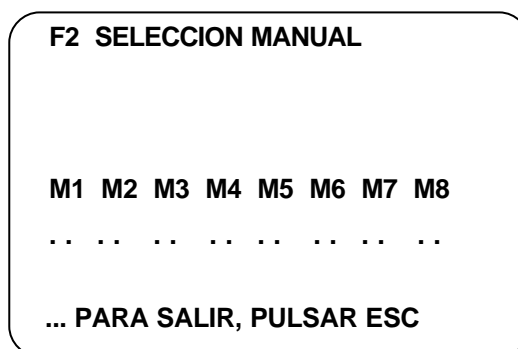 F2 SELECCION MANUAL
M1 M2 M3 M4 M5 M6 M7 M8
. . . . . . . . . . . . . . . .
... PARA SALIR, PULSAR ESC